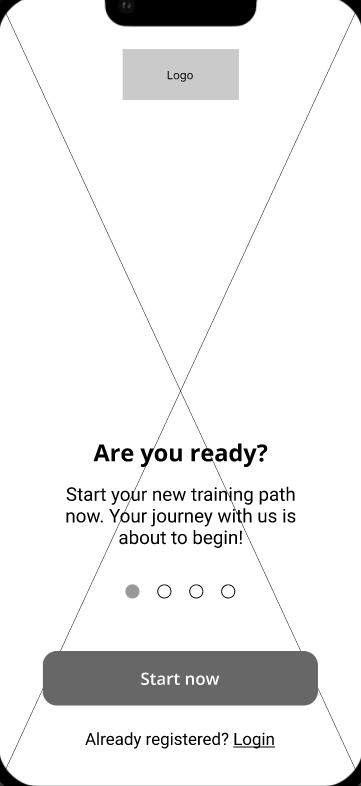 Logo
Are you ready?
Start your new training path
now. Your journey with us is
about to begin!
Start now
Already registered? Login